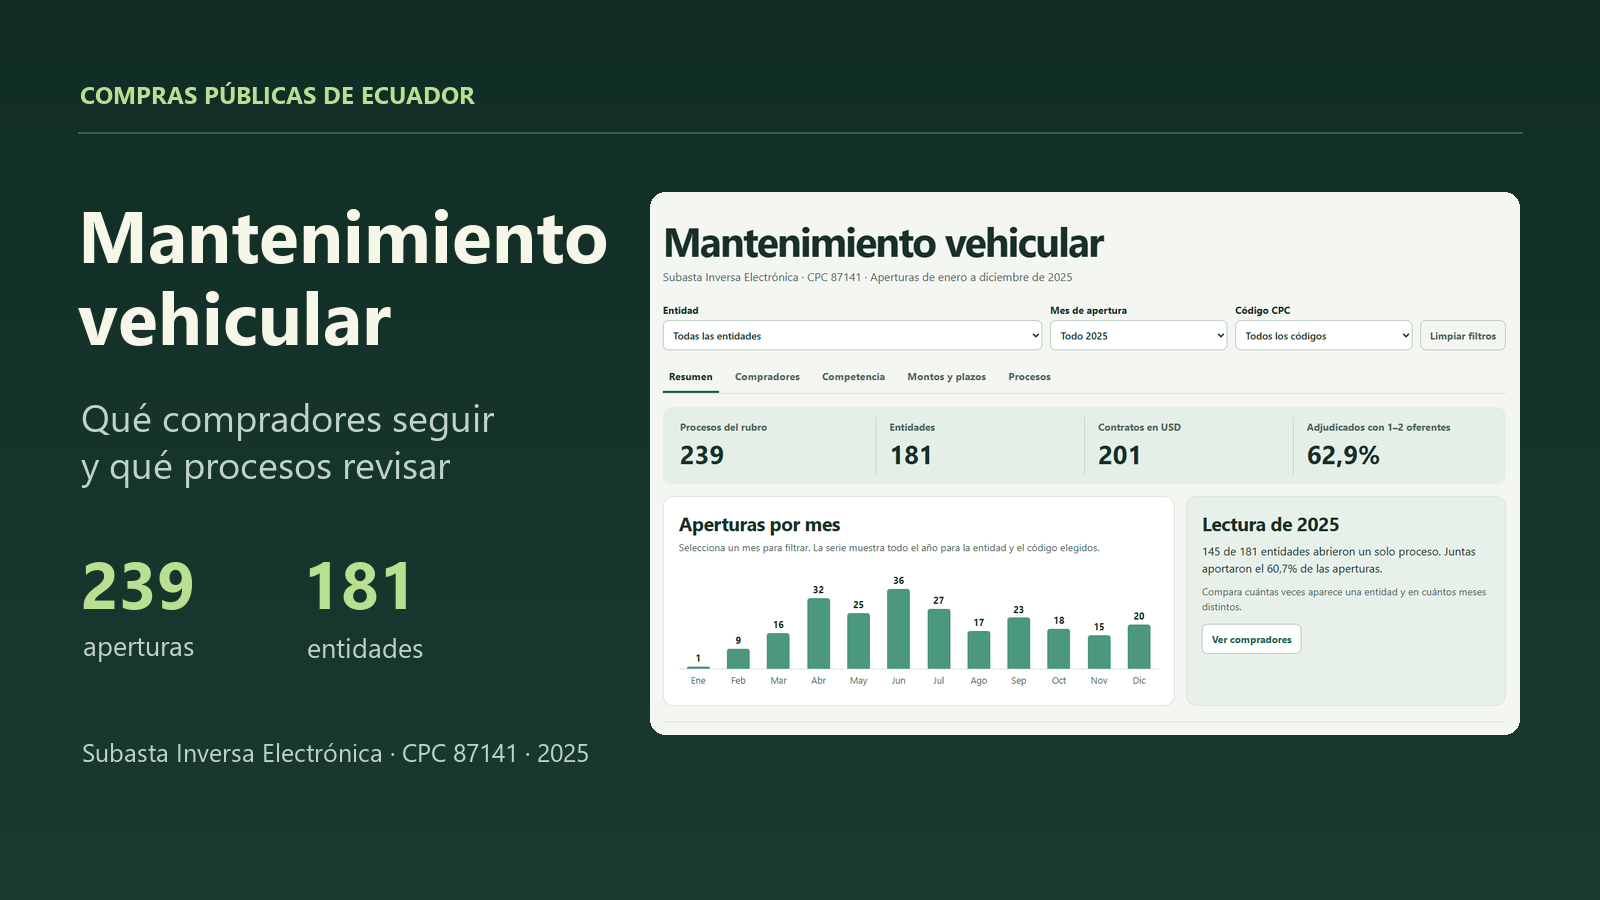 COMPRAS PÚBLICAS DE ECUADOR
Mantenimiento
vehicular
Qué compradores seguir
y qué procesos revisar
239
aperturas
181
entidades
Subasta Inversa Electrónica · CPC 87141 · 2025
Mantenimiento vehicular
Subasta Inversa Electrónica · CPC 87141 · Aperturas de enero a diciembre de 2025
Entidad
Todas las entidades
Mes de apertura
Todo 2025
Código CPC
Todos los códigos
Limpiar filtros
Resumen
Compradores
Competencia
Montos y plazos
Procesos
Procesos del rubro
239
Entidades
181
Contratos en USD
201
Adjudicados con 1–2 oferentes
62,9%
Aperturas por mes
Selecciona un mes para filtrar. La serie muestra todo el año para la entidad y el código elegidos.
1
9
16
32
25
36
27
17
23
18
15
20
Ene
Feb
Mar
Abr
May
Jun
Jul
Ago
Sep
Oct
Nov
Dic
Lectura de 2025
145 de 181 entidades abrieron un solo proceso. Juntas
aportaron el 60,7% de las aperturas.
Compara cuántas veces aparece una entidad y en cuántos meses
distintos.
Ver compradores